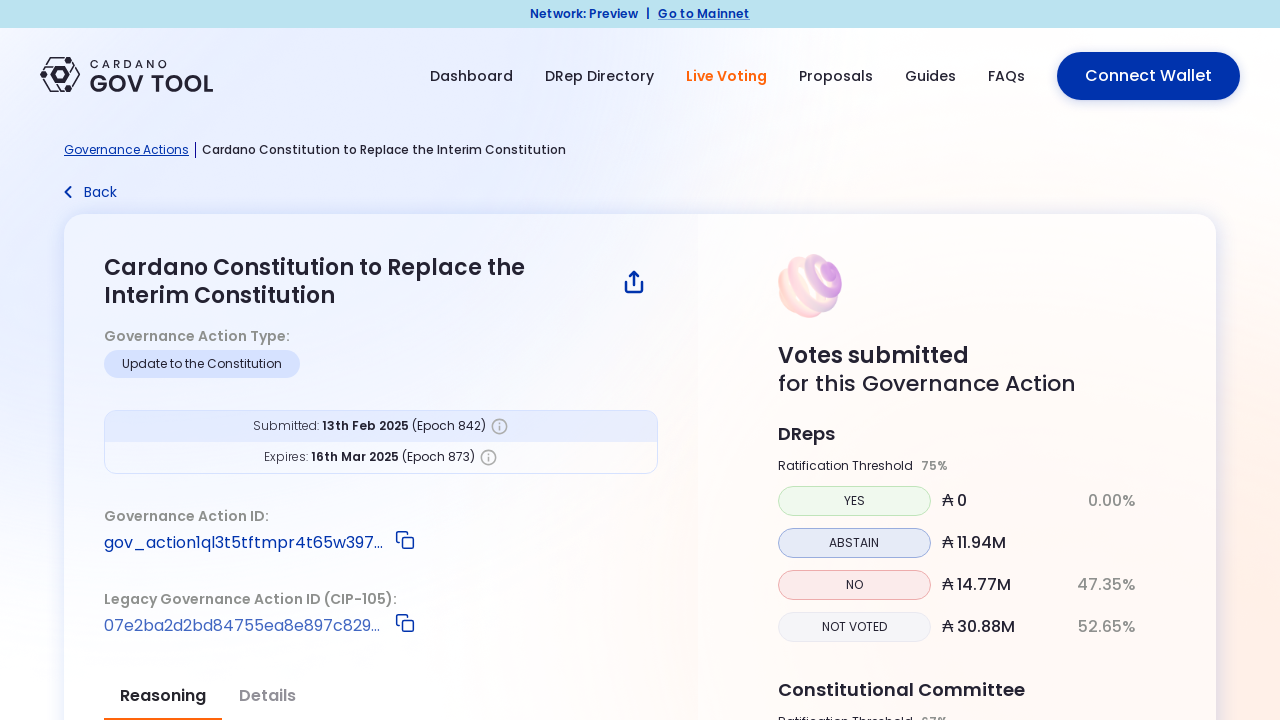 Network: Preview | Go to Mainnet
CARDANO
GOV TOOL
Dashboard
DRep Directory
Live Voting
Proposals
Guides
FAQs
Connect Wallet
Governance Actions | Cardano Constitution to Replace the Interim Constitution
Back
Cardano Constitution to Replace the
Interim Constitution
Governance Action Type:
Update to the Constitution
Submitted: 13th Feb 2025 (Epoch 842)
Expires: 16th Mar 2025 (Epoch 873)
Governance Action ID:
gov_action1ql3t5tftmpr4t65w397...
Legacy Governance Action ID (CIP-105):
07e2ba2d2bd84755ea8e897c829...
Reasoning
Details
Votes submitted
for this Governance Action
DReps
Ratification Threshold 75%
YES ₳ 0 0.00%
ABSTAIN ₳ 11.94M
NO ₳ 14.77M 47.35%
NOT VOTED ₳ 30.88M 52.65%
Constitutional Committee
Ratification Threshold 67%